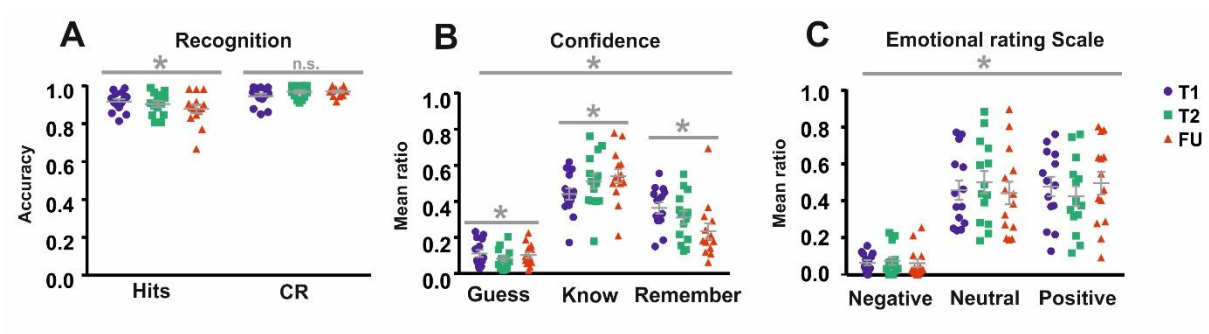 A
Recognition
*
n.s.
Accuracy
1.0
0.8
0.6
0.4
0.2
0.0
Hits
CR
B
Confidence
*
*
*
*
Mean ratio
1.0
0.8
0.6
0.4
0.2
0.0
Guess
Know
Remember
C
Emotional rating Scale
*
Mean ratio
1.0
0.8
0.6
0.4
0.2
0.0
Negative
Neutral
Positive
T1
T2
FU